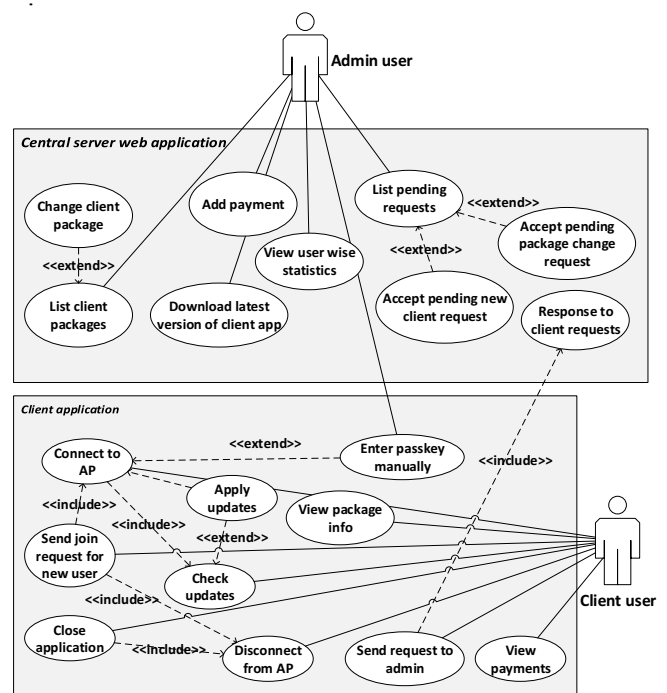 Admin user
Central server web application
Change client
package
Add payment
List pending
requests
<<extend>>
Accept pending
package change
request
<<extend>>
View user wise
statistics
<<extend>>
List client
packages
Download latest
version of client app
Accept pending new
client request
Response to
client requests
Client application
<<extend>>
Connect to
AP
Enter passkey
manually
<<include>>
Apply
updates
View package
info
<<include>>
<<include>>
<<extend>>
Send join
request for
new user
Check
updates
Client user
<<include>>
Close
application
<<include>>
Disconnect
from AP
Send request to
admin
View
payments